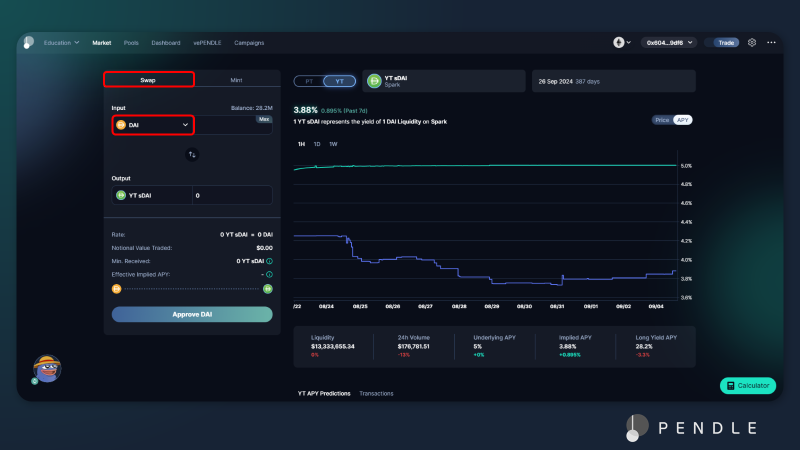 Education Market Pools Dashboard vePENDLE Campaigns 0x604...9df6 Trade
Swap Mint
Input Balance: 28.2M
DAI Max
Output
YT sDAI 0
Rate: 0 YT sDAI = 0 DAI
Notional Value Traded: $0.00
Min. Received: 0 YT sDAI
Effective Implied APY: -
Approve DAI
PT YT
YT sDAI
Spark
26 Sep 2024 387 days
3.88% 0.895% (Past 7d)
1 YT sDAI represents the yield of 1 DAI Liquidity on Spark
Price APY
1H 1D 1W
5.0%
4.8%
4.6%
4.4%
4.2%
4.0%
3.8%
3.6%
/22 08/24 08/25 08/26 08/27 08/28 08/29 08/30 08/31 09/01 09/02 09/04
Liquidity 24h Volume Underlying APY Implied APY Long Yield APY
$13,333,655.34 $176,781.51 5% 3.88% 28.2%
6% -13% +0% +0.895%
YT APY Predictions Transactions
Calculator
PENDLE